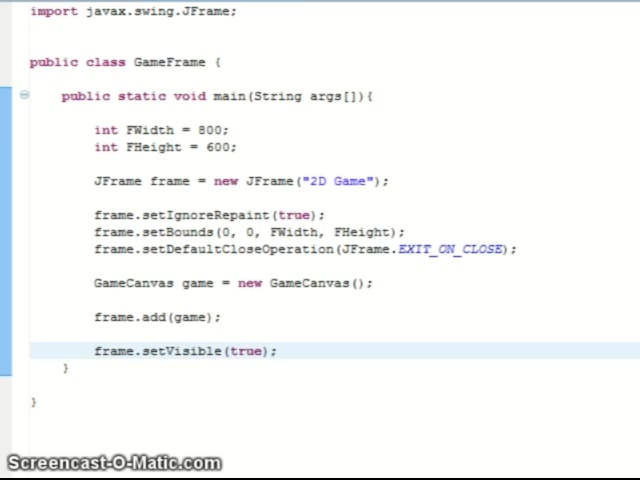 import javax.swing.JFrame;
public class GameFrame {
public static void main(String args[]){
int FWidth = 800;
int FHeight = 600;
JFrame frame = new JFrame("2D Game");
frame.setIgnoreRepaint(true);
frame.setBounds(0, 0, FWidth, FHeight);
frame.setDefaultCloseOperation(JFrame.EXIT_ON_CLOSE);
GameCanvas game = new GameCanvas();
frame.add(game);
frame.setVisible(true);
}
}
Screencast-O-Matic.com